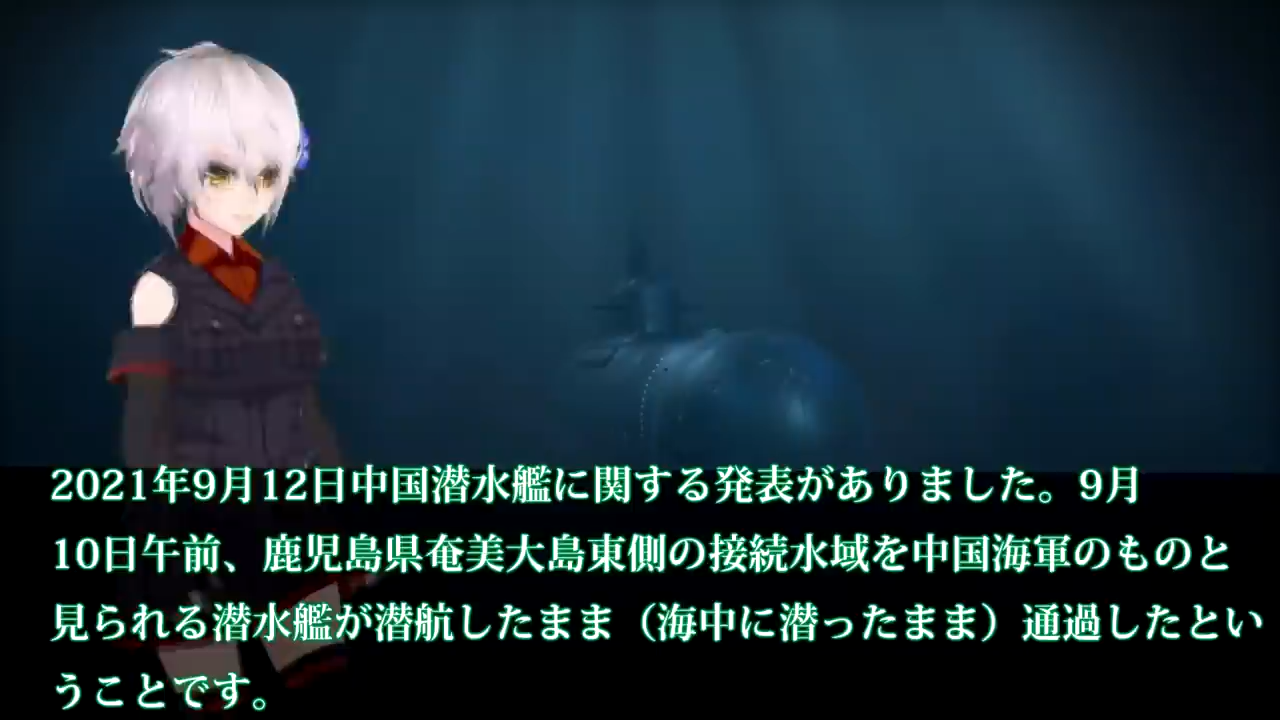 2021年9月12日中国潜水艦に関する発表がありました。9月
10日午前、鹿児島県奄美大島東側の接続水域を中国海軍のものと
見られる潜水艦が潜航したまま（海中に潜ったまま）通過したとい
うことです。